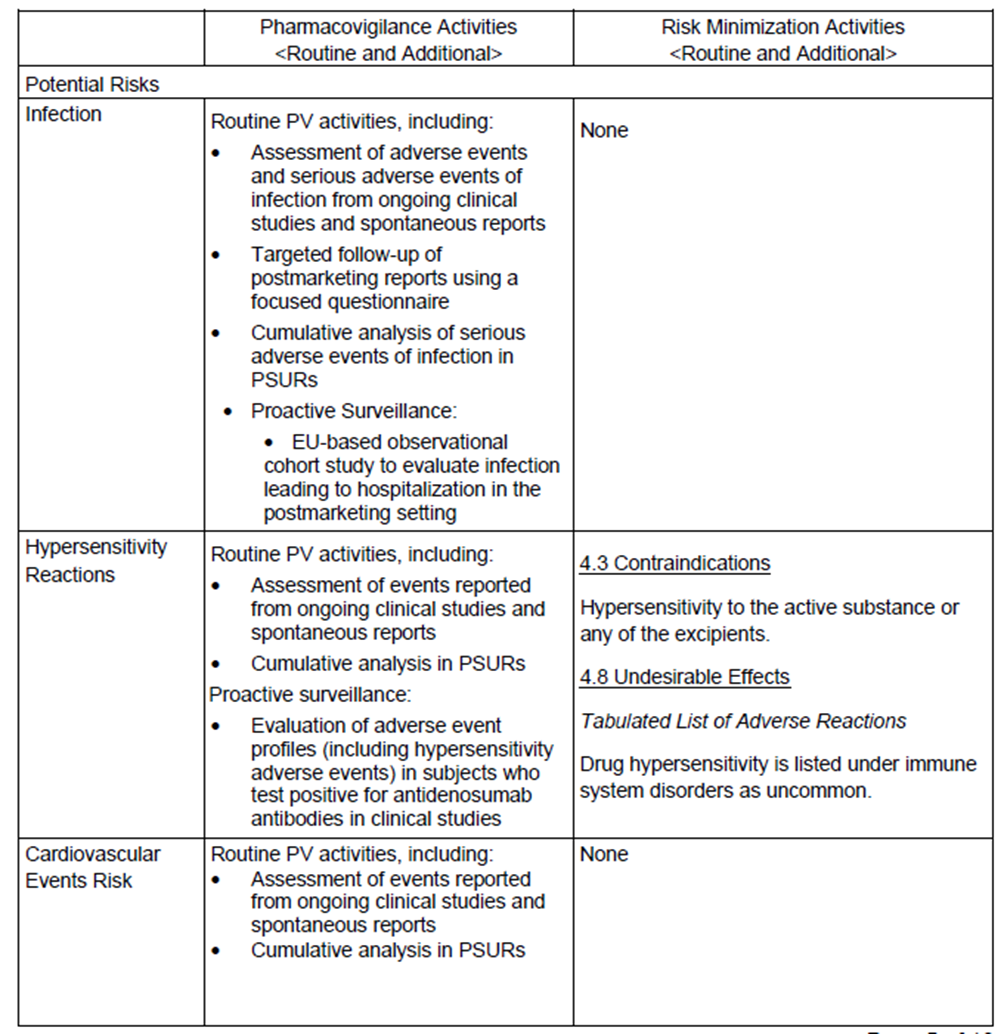 Pharmacovigilance Activities
<Routine and Additional>
Risk Minimization Activities
<Routine and Additional>
Potential Risks
Infection
Routine PV activities, including:
• Assessment of adverse events
and serious adverse events of
infection from ongoing clinical
studies and spontaneous reports
• Targeted follow-up of
postmarketing reports using a
focused questionnaire
• Cumulative analysis of serious
adverse events of infection in
PSURs
• Proactive Surveillance:
• EU-based observational
cohort study to evaluate infection
leading to hospitalization in the
postmarketing setting
None
Hypersensitivity
Reactions
Routine PV activities, including:
• Assessment of events reported
from ongoing clinical studies and
spontaneous reports
• Cumulative analysis in PSURs
Proactive surveillance:
• Evaluation of adverse event
profiles (including hypersensitivity
adverse events) in subjects who
test positive for antidenosumab
antibodies in clinical studies
4.3 Contraindications
Hypersensitivity to the active substance or
any of the excipients.
4.8 Undesirable Effects
Tabulated List of Adverse Reactions
Drug hypersensitivity is listed under immune
system disorders as uncommon.
Cardiovascular
Events Risk
Routine PV activities, including:
• Assessment of events reported
from ongoing clinical studies and
spontaneous reports
• Cumulative analysis in PSURs
None